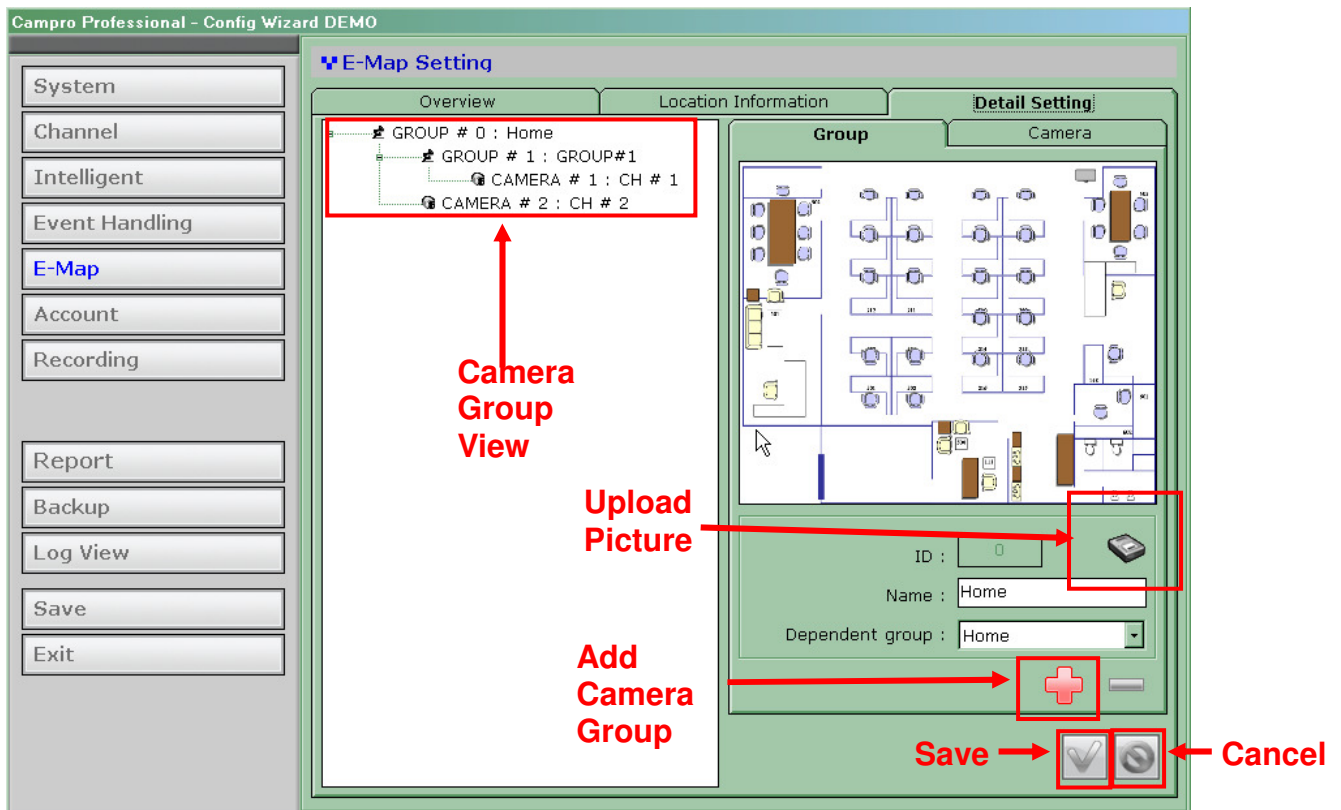 Campro Professional - Config Wizard DEMO
E-Map Setting
System
Channel
Intelligent
Event Handling
E-Map
Account
Recording
Report
Backup
Log View
Save
Exit
Overview
Location Information
Detail Setting
GROUP # 0 : Home
GROUP # 1 : GROUP#1
CAMERA # 1 : CH # 1
CAMERA # 2 : CH # 2
Camera
Group
View
Group
Camera
Upload
Picture
ID : 0
Name : Home
Dependent group : Home
Add
Camera
Group
Save
Cancel